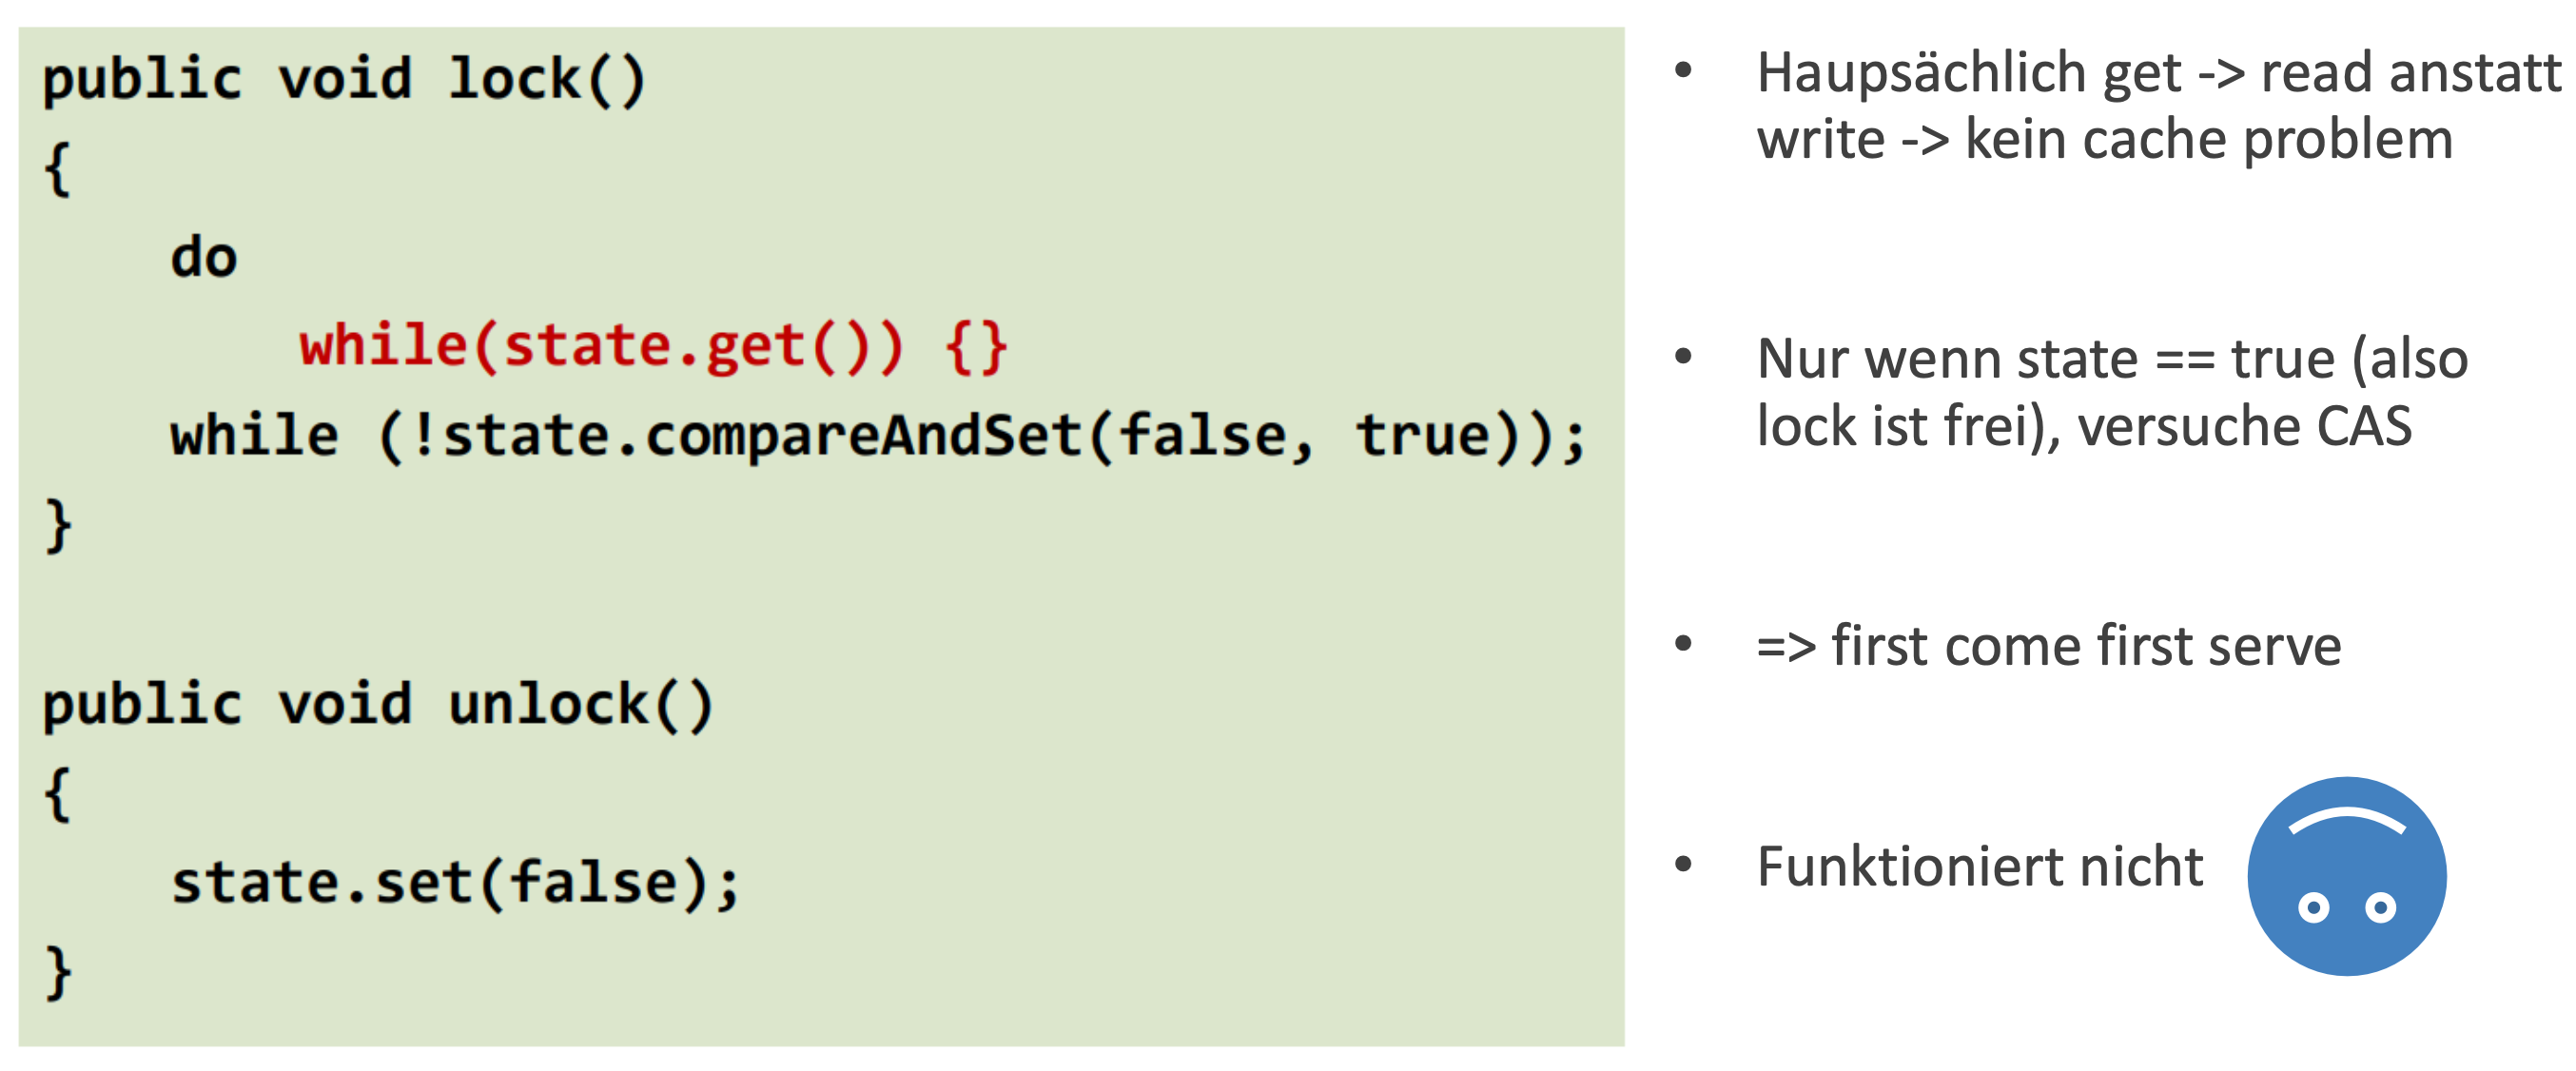 public void lock()
{
do
while(state.get()) {}
while (!state.compareAndSet(false, true));
}
public void unlock()
{
state.set(false);
}
• Haupsächlich get -> read anstatt
write -> kein cache problem
• Nur wenn state == true (also
lock ist frei), versuche CAS
• => first come first serve
• Funktioniert nicht